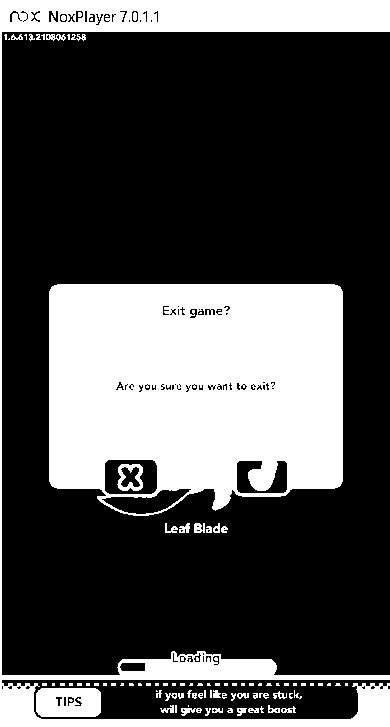 nox NoxPlayer 7.0.1.1
1.6.613.2108061258
Exit game?
Are you sure you want to exit?
Leaf Blade
Loading
TIPS
if you feel like you are stuck,
will give you a great boost